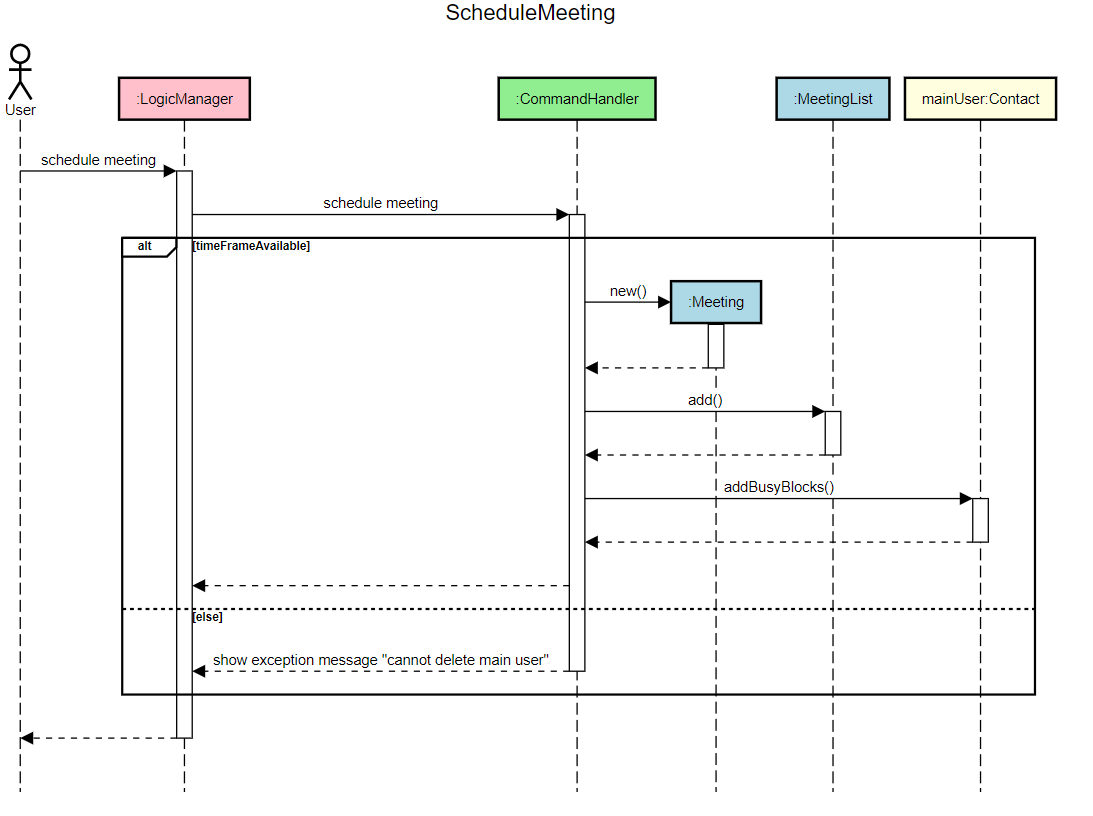 ScheduleMeeting
User
:LogicManager
:CommandHandler
:MeetingList
mainUser:Contact
schedule meeting
schedule meeting
alt
[timeFrameAvailable]
new()
:Meeting
add()
addBusyBlocks()
[else]
show exception message "cannot delete main user"